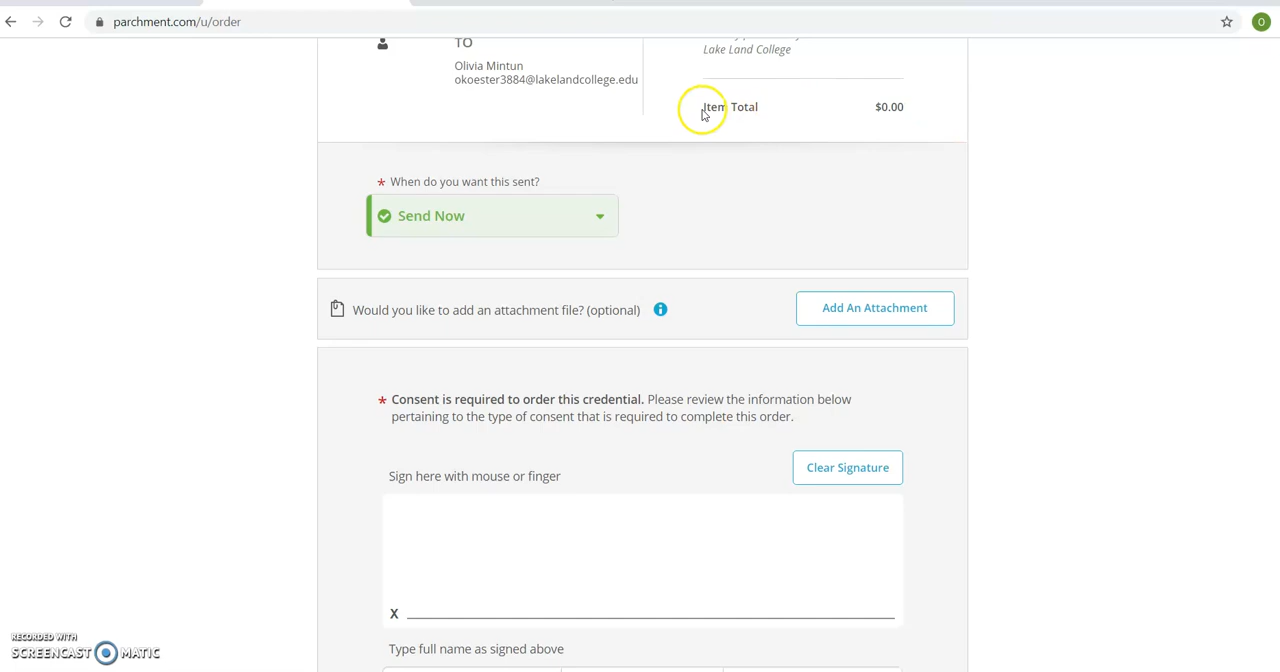 parchment.com/u/order
O
TO
Lake Land College
Olivia Mintun
okoester3884@lakelandcollege.edu
Item Total $0.00
* When do you want this sent?
Send Now
Would you like to add an attachment file? (optional)
Add An Attachment
* Consent is required to order this credential. Please review the information below
pertaining to the type of consent that is required to complete this order.
Clear Signature
Sign here with mouse or finger
X
RECORDED WITH
SCREENCAST MATIC
Type full name as signed above